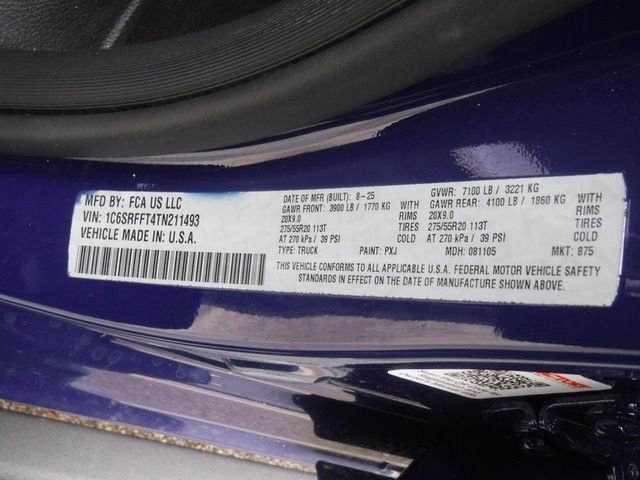 MFD BY: FCA US LLC
VIN: 1C6SRFFT4TN211493
VEHICLE MADE IN: U.S.A.
DATE OF MFR (BUILT): 8-25
GVWR: 7100 LB / 3221 KG
GAWR FRONT: 3900 LB / 1770 KG WITH GAWR REAR: 4100 LB / 1860 KG WITH
20X9.0 RIMS 20X9.0 RIMS
275/55R20 113T TIRES 275/55R20 113T TIRES
AT 270 kPa / 39 PSI COLD AT 270 kPa / 39 PSI COLD
TYPE: TRUCK PAINT: PXJ MDH: 081105 MKT: 875
THIS VEHICLE CONFORMS TO ALL APPLICABLE U.S.A. FEDERAL MOTOR VEHICLE SAFETY
STANDARDS IN EFFECT ON THE DATE OF MANUFACTURE SHOWN ABOVE.